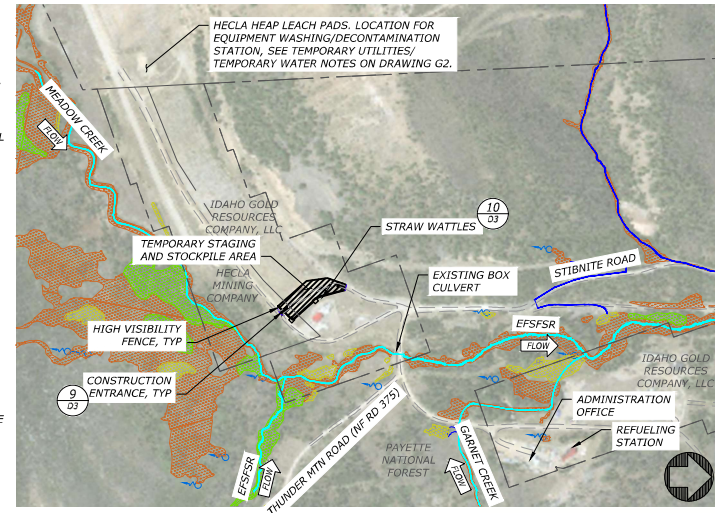 HECLA HEAP LEACH PADS. LOCATION FOR
EQUIPMENT WASHING/DECONTAMINATION
STATION, SEE TEMPORARY UTILITIES/
TEMPORARY WATER NOTES ON DRAWING G2.
MEADOW CREEK
FLOW
L
IDAHO GOLD
RESOURCES
COMPANY, LLC
10
D3
STRAW WATTLES
TEMPORARY STAGING
AND STOCKPILE AREA
HECLA
MINING
COMPANY
EXISTING BOX
CULVERT
STIBNITE ROAD
HIGH VISIBILITY
FENCE, TYP
EFSFSR
FLOW
IDAHO GOLD
RESOURCES
COMPANY, LLC
CONSTRUCTION
ENTRANCE, TYP
9
D3
E
ADMINISTRATION
OFFICE
REFUELING
STATION
THUNDER MTN ROAD (NF RD 375)
PAYETTE
NATIONAL
FOREST
GARNET CREEK
FLOW
EFSFSR
FLOW